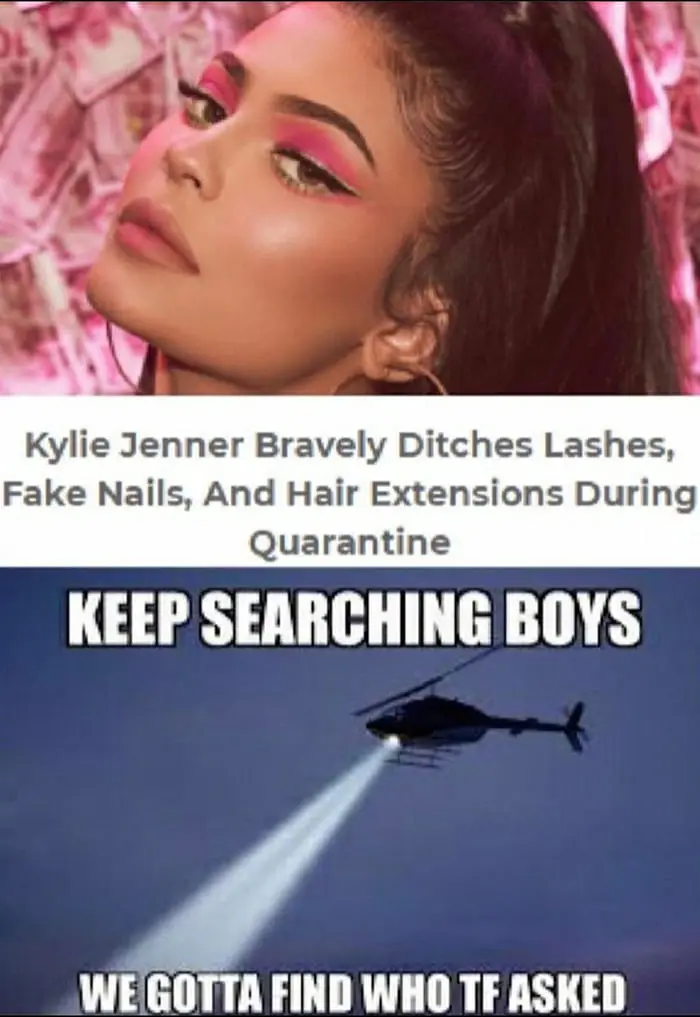 Kylie Jenner Bravely Ditches Lashes,
Fake Nails, And Hair Extensions During
Quarantine
KEEP SEARCHING BOYS
WE GOTTA FIND WHO TF ASKED